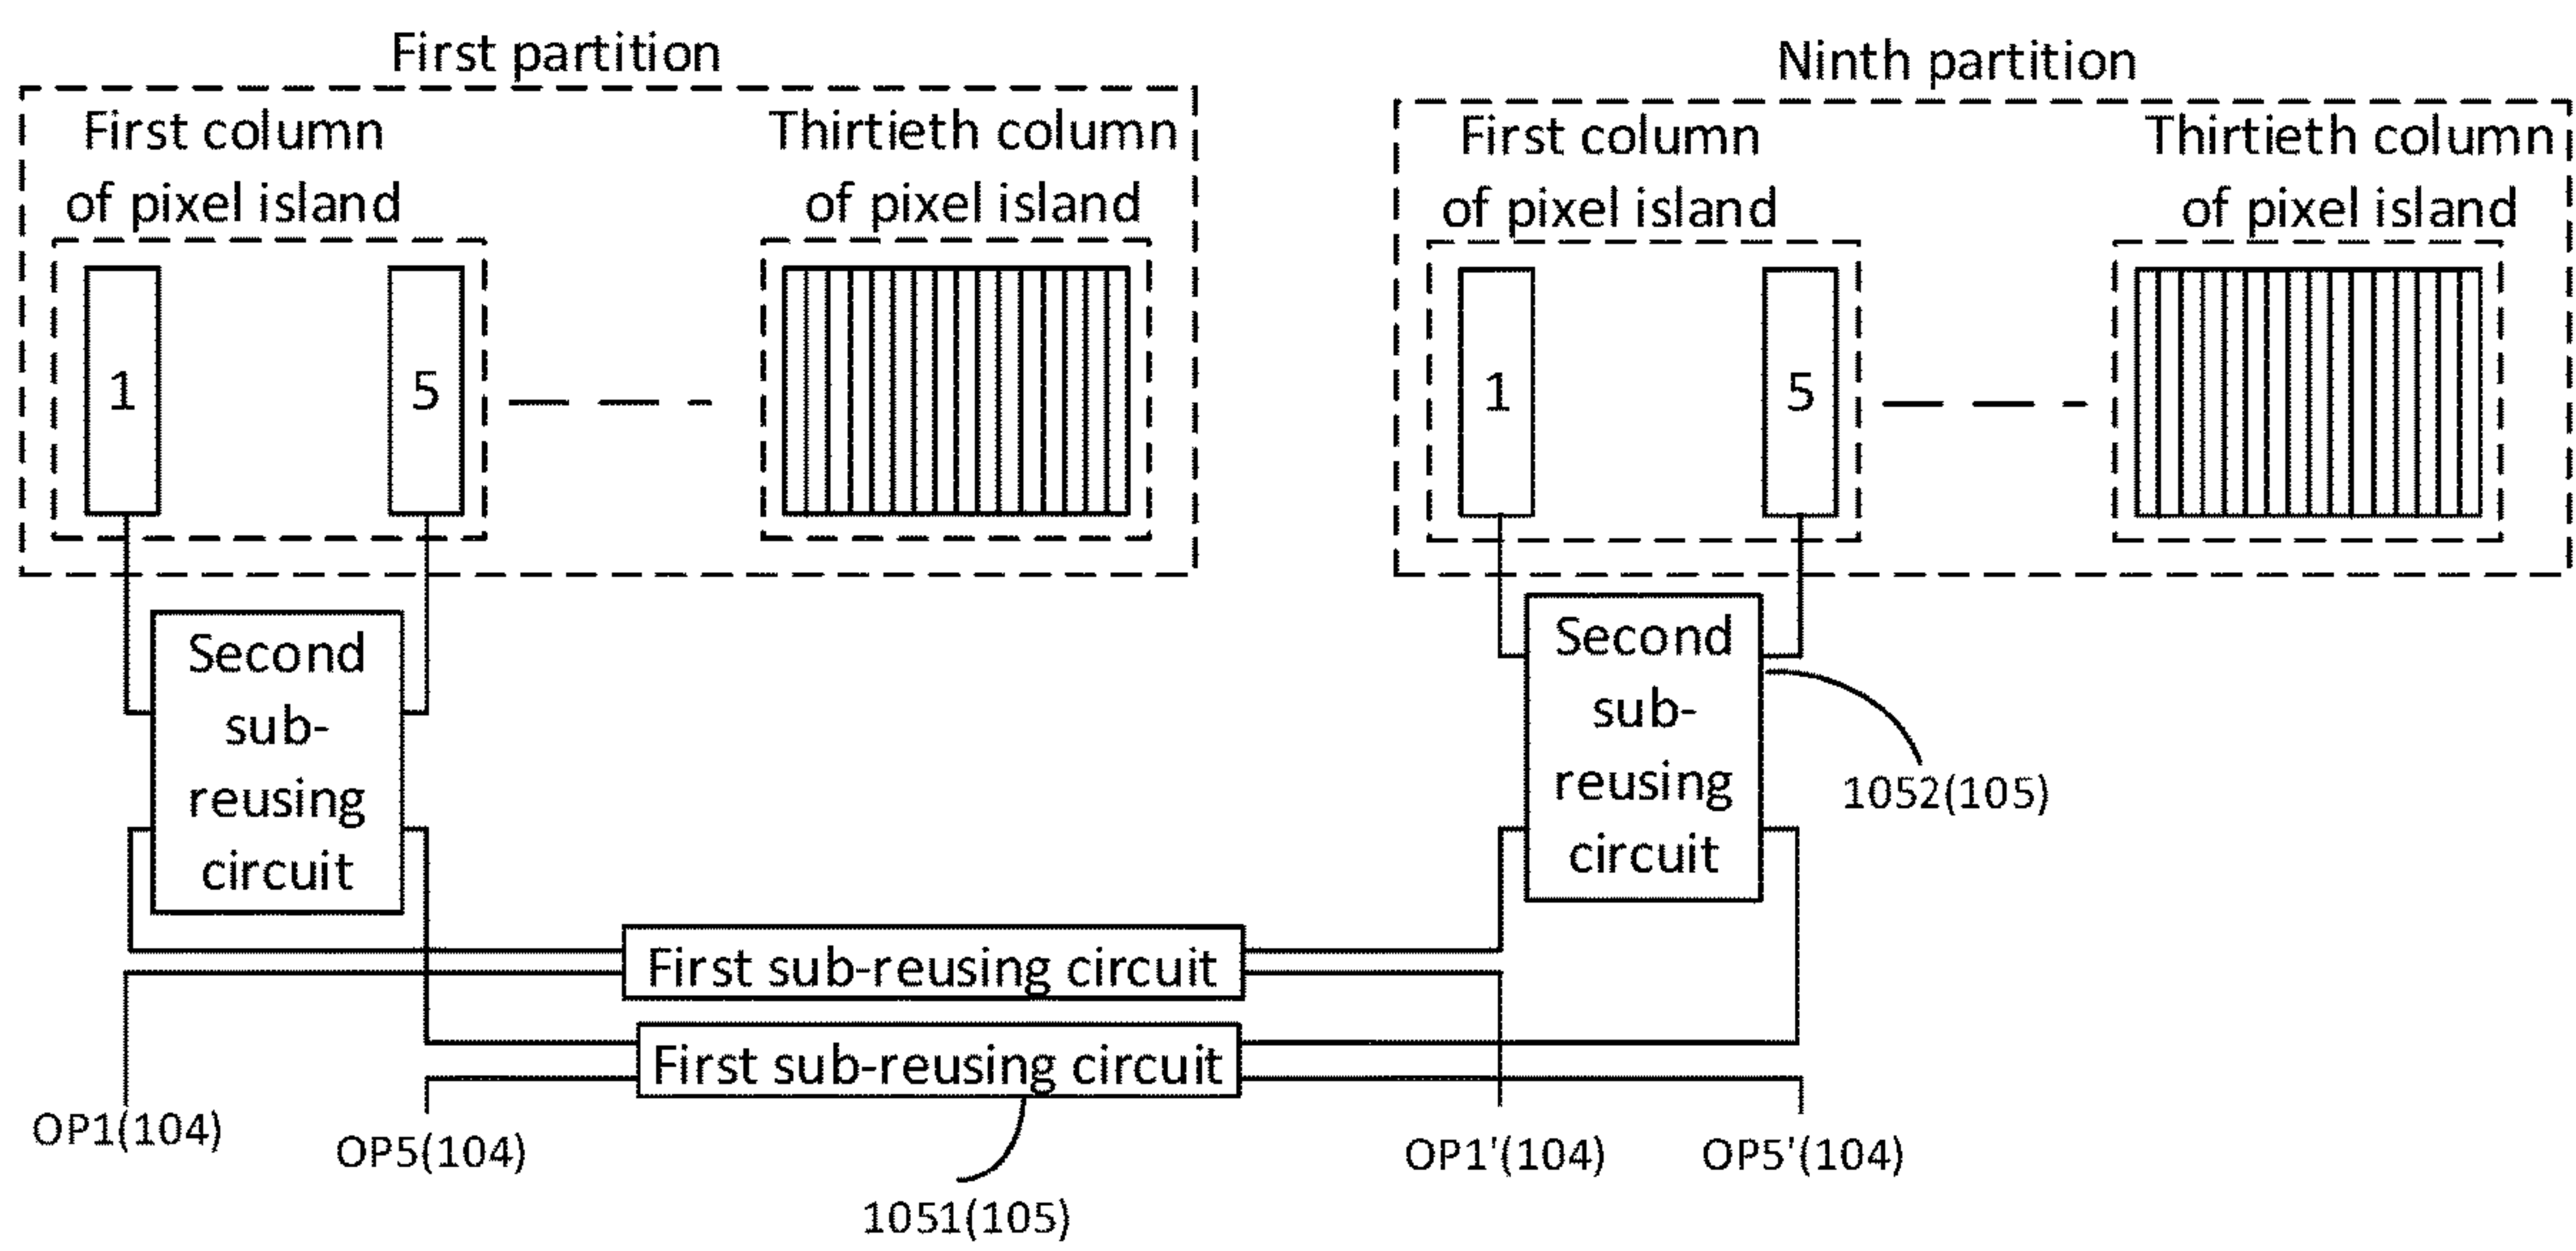 First partition
First column
of pixel island
Thirtieth column
of pixel island
1
5
Ninth partition
First column
of pixel island
Thirtieth column
of pixel island
1
5
Second
sub-
reusing
circuit
Second
sub-
reusing
circuit
1052(105)
First sub-reusing circuit
First sub-reusing circuit
OP1(104)
OP5(104)
OP1'(104)
OP5'(104)
1051(105)